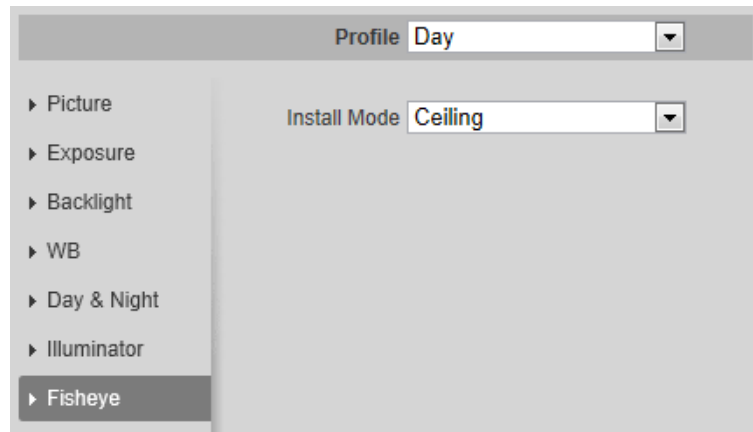 Profile Day
Picture
Install Mode Ceiling
Exposure
Backlight
WB
Day & Night
Illuminator
Fisheye